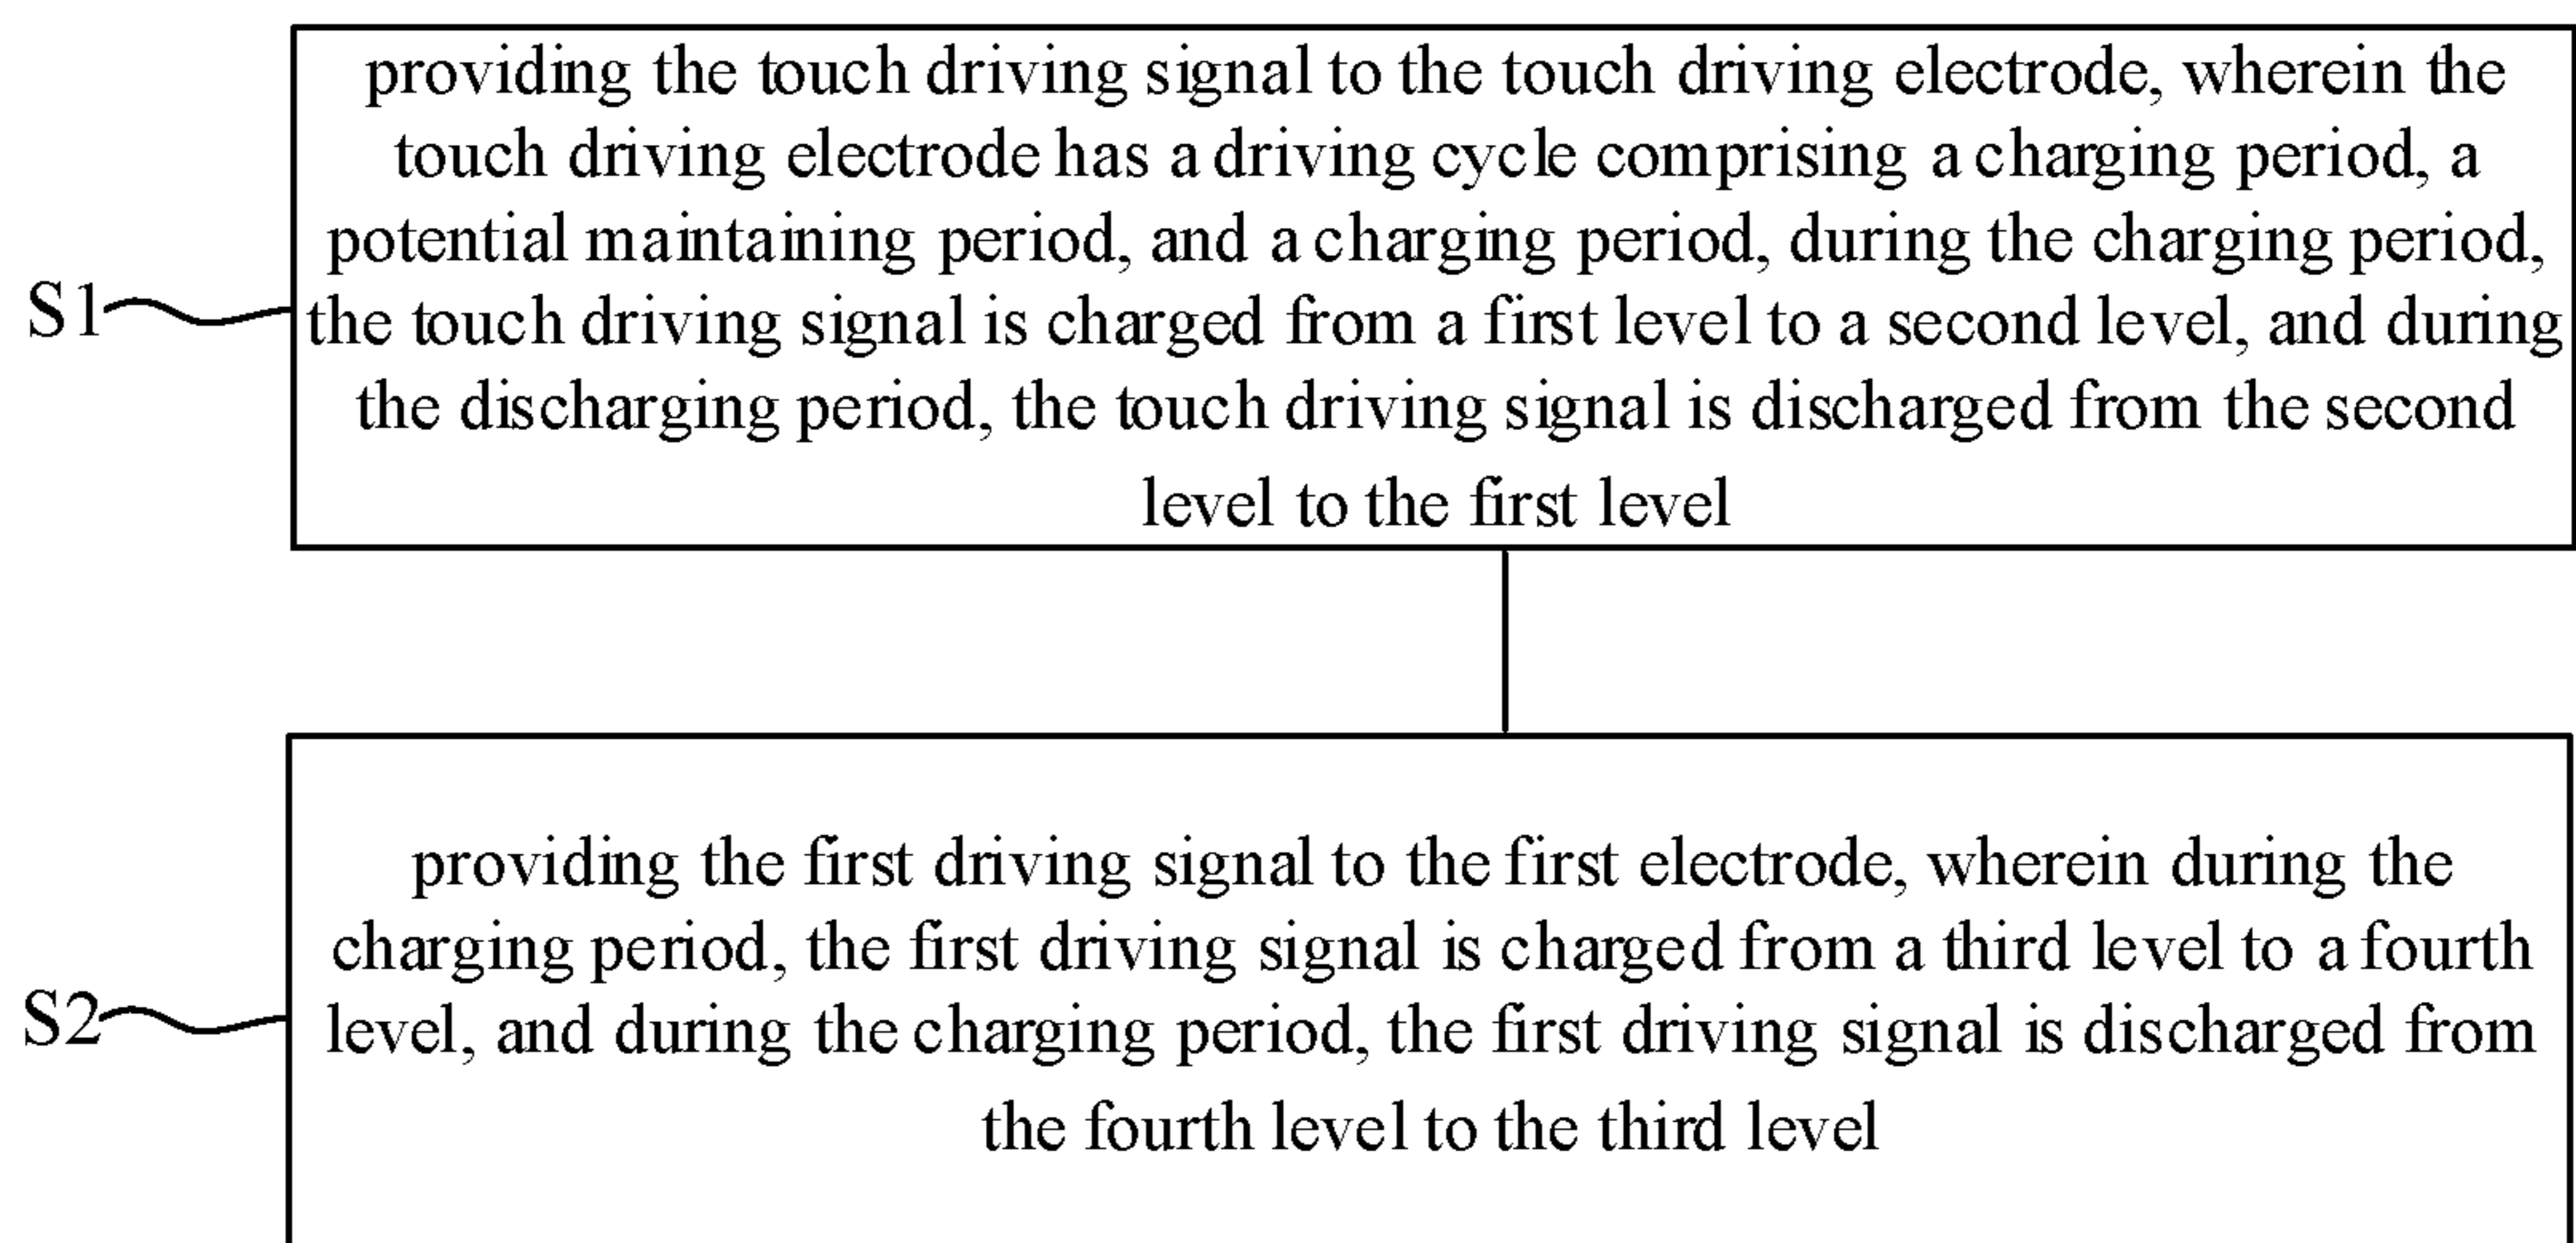 providing the touch driving signal to the touch driving electrode, wherein the
touch driving electrode has a driving cycle comprising a charging period, a
potential maintaining period, and a charging period, during the charging period,
S1
the touch driving signal is charged from a first level to a second level, and during
the discharging period, the touch driving signal is discharged from the second
level to the first level
providing the first driving signal to the first electrode, wherein during the
charging period, the first driving signal is charged from a third level to a fourth
S2
level, and during the charging period, the first driving signal is discharged from
the fourth level to the third level